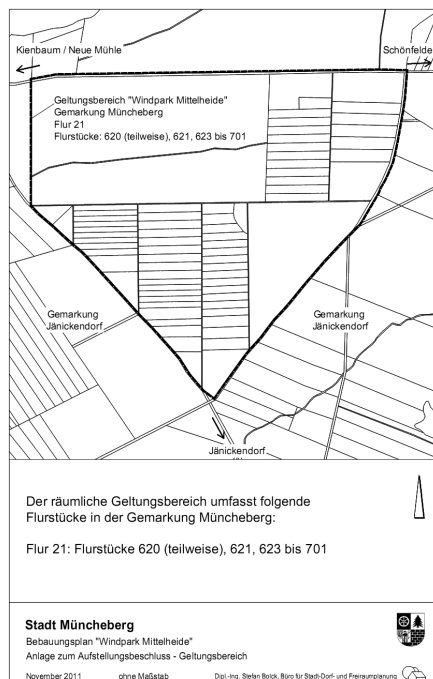 Kienbaum / Neue Mühle
Schönfelde
Geltungsbereich "Windpark Mittelheide"
Gemarkung Müncheberg
Flur 21
Flurstücke: 620 (teilweise), 621, 623 bis 701
Gemarkung
Jänickendorf
Gemarkung
Jänickendorf
Jänickendorf
Der räumliche Geltungsbereich umfasst folgende
Flurstücke in der Gemarkung Müncheberg:
Flur 21: Flurstücke 620 (teilweise), 621, 623 bis 701
Stadt Müncheberg
Bebauungsplan "Windpark Mittelheide"
Anlage zum Aufstellungsbeschluss - Geltungsbereich
November 2011 ohne Maßstab Dipl.-Ing. Stefan Bolck, Büro für Stadt-Dorf- und Freiraumplanung